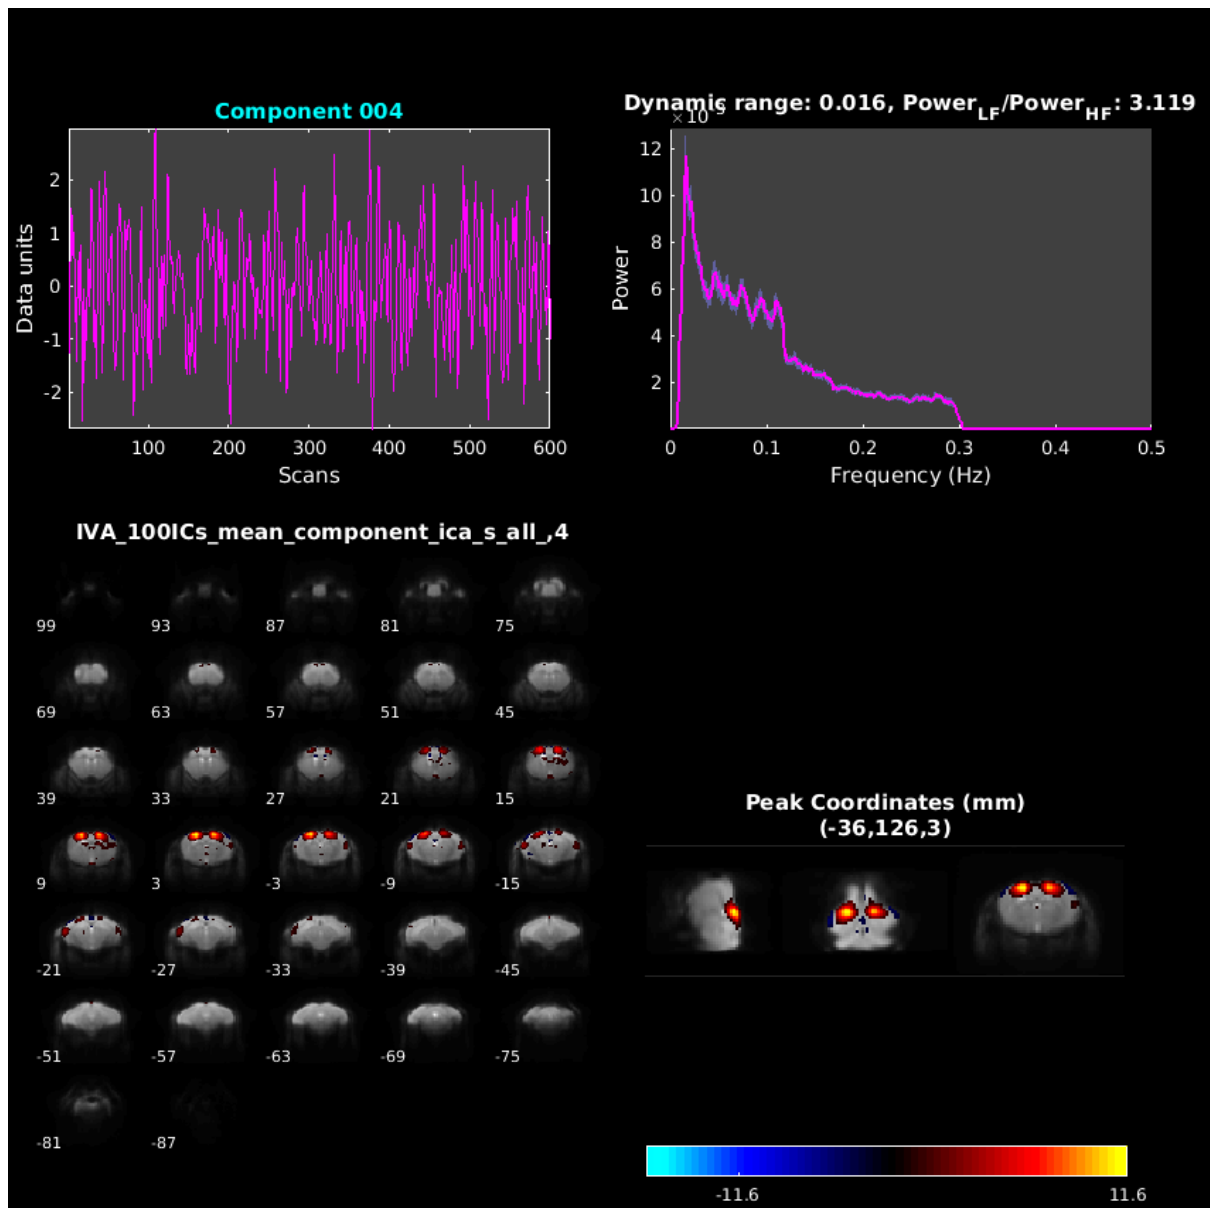 Component 004
2
1
0
-1
-2
Data units
100 200 300 400 500 600
Scans
Dynamic range: 0.016, Power_LF/Power_HF: 3.119
12
10
8
6
4
2
Power
0 0.1 0.2 0.3 0.4 0.5
Frequency (Hz)
IVA_100ICs_mean_component_ica_s_all_,4
99 93 87 81 75
69 63 57 51 45
39 33 27 21 15
9 3 -3 -9 -15
-21 -27 -33 -39 -45
-51 -57 -63 -69 -75
-81 -87
Peak Coordinates (mm)
(-36,126,3)
-11.6 11.6